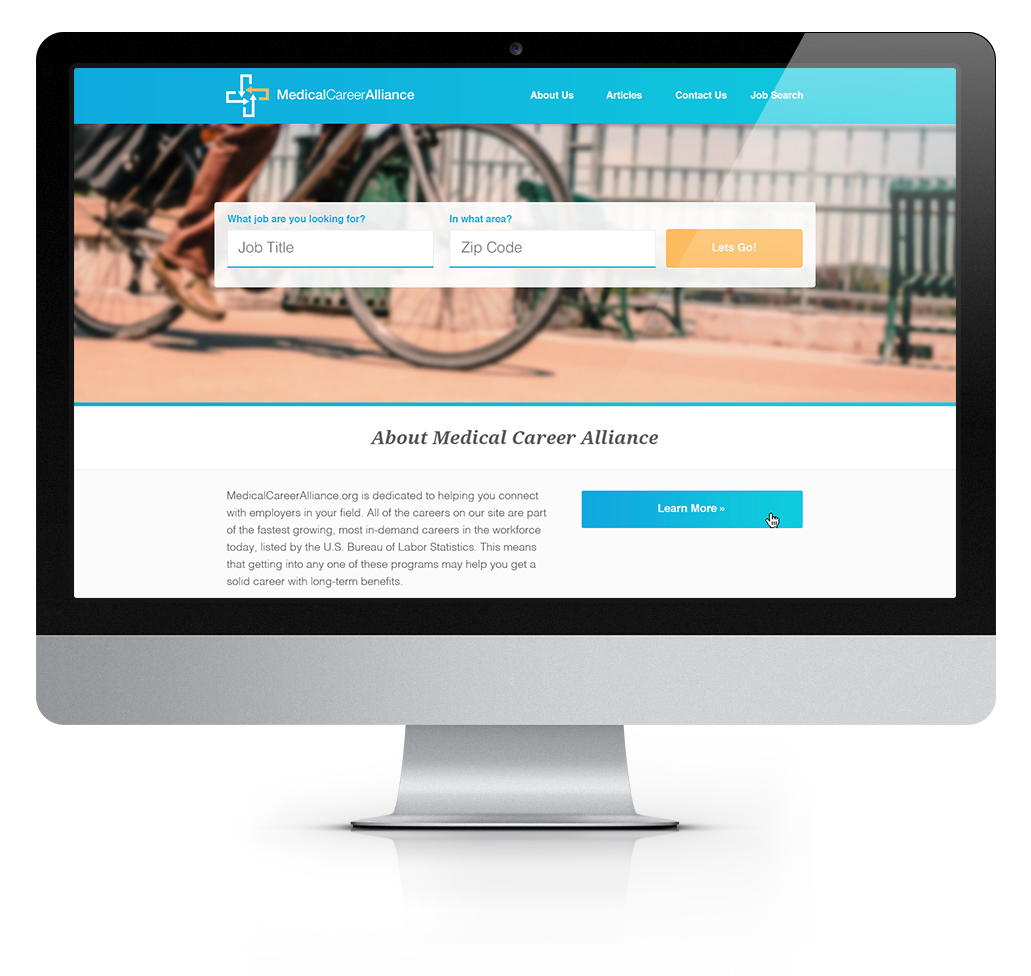 MedicalCareerAlliance
About Us Articles Contact Us Job Search
What job are you looking for? In what area?
Job Title Zip Code Lets Go!
About Medical Career Alliance
MedicalCareerAlliance.org is dedicated to helping you connect
with employers in your field. All of the careers on our site are part
of the fastest growing, most in-demand careers in the workforce
today, listed by the U.S. Bureau of Labor Statistics. This means
that getting into any one of these programs may help you get a
solid career with long-term benefits.
Learn More »